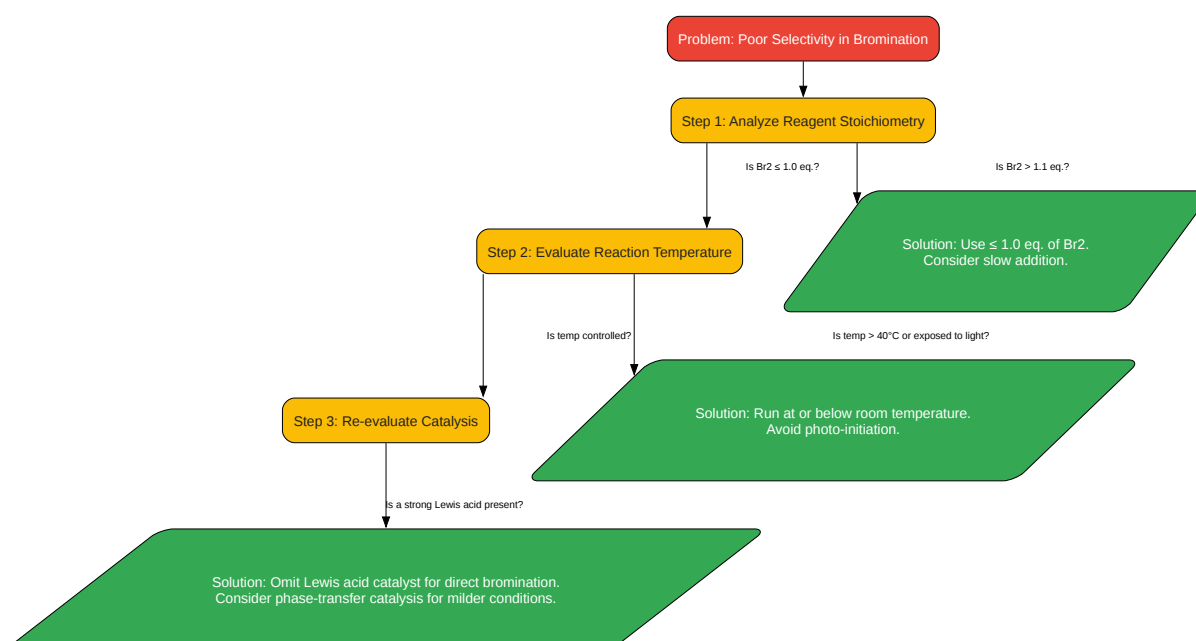 Problem: Poor Selectivity in Bromination
Step 1: Analyze Reagent Stoichiometry
Is Br2 ≤ 1.0 eq.?
Is Br2 > 1.1 eq.?
Solution: Use ≤ 1.0 eq. of Br2.
Consider slow addition.
Step 2: Evaluate Reaction Temperature
Is temp controlled?
Is temp > 40°C or exposed to light?
Solution: Run at or below room temperature.
Avoid photo-initiation.
Step 3: Re-evaluate Catalysis
Is a strong Lewis acid present?
Solution: Omit Lewis acid catalyst for direct bromination.
Consider phase-transfer catalysis for milder conditions.